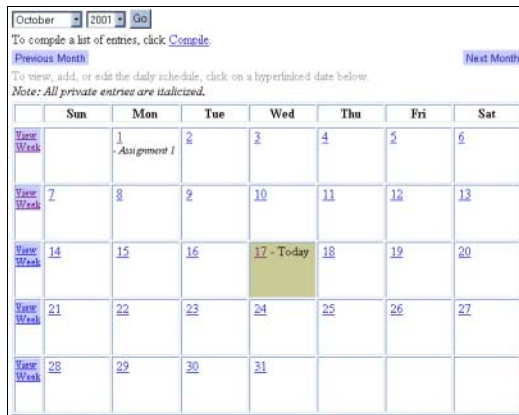 October 2001 Go
To compile a list of entries, click Compile.
Previous Month Next Month
To view, add, or edit the daily schedule, click on a hyperlinked date below.
Note: All private entries are italicized.
Sun Mon Tue Wed Thu Fri Sat
View Week 1 2 3 4 5 6
- Assignment 1
View Week 7 8 9 10 11 12 13
View Week 14 15 16 17 - Today 18 19 20
View Week 21 22 23 24 25 26 27
View Week 28 29 30 31